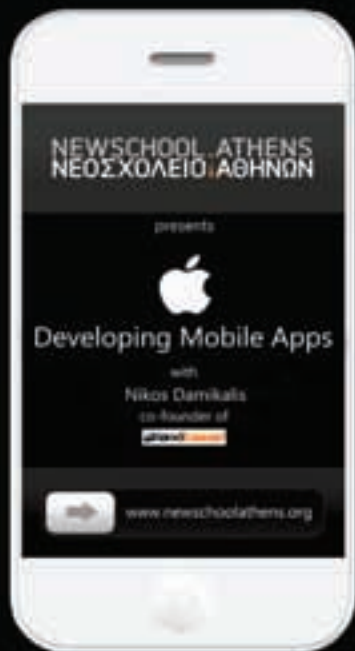 NEWSCHOOL.ATHENS
ΝΕΟΣΧΟΛΕΙΟ.ΑΘΗΝΩΝ
presents
Developing Mobile Apps
with
Nikos Damikalis
co-founder of
www.newschoolathens.org